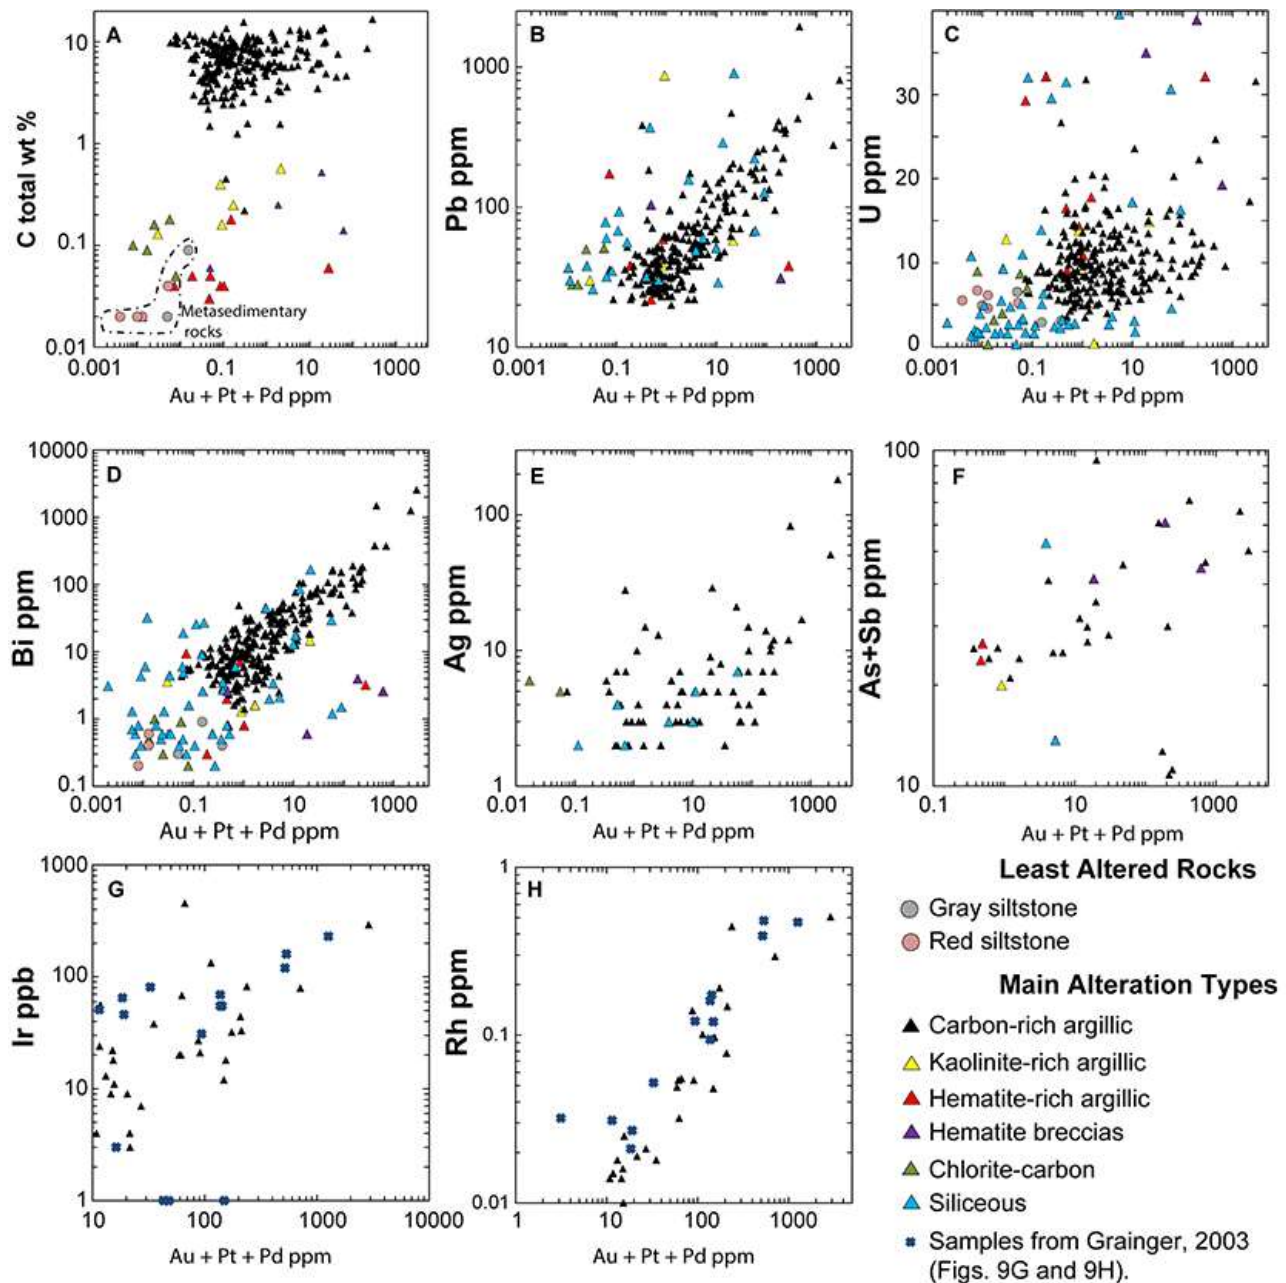 A
C total wt %
10
1
0.1
0.01
Metasedimentary
rocks
0.001 0.01 0.1 1 10 1000
Au + Pt + Pd ppm
B
Pb ppm
1000
100
10
0.001 0.1 10 1000
Au + Pt + Pd ppm
C
U ppm
30
20
10
0
0.001 0.1 10 1000
Au + Pt + Pd ppm
D
Bi ppm
10000
1000
100
10
1
0.1
0.001 0.1 10 1000
Au + Pt + Pd ppm
E
Ag ppm
100
10
1
0.01 0.1 10 1000
Au + Pt + Pd ppm
F
As+Sb ppm
100
10
0.1 10 1000
Au + Pt + Pd ppm
G
Ir ppb
1000
100
10
1
10 100 1000 10000
Au + Pt + Pd ppm
H
Rh ppm
1
0.1
0.01
1 10 100 1000
Au + Pt + Pd ppm
Least Altered Rocks
Gray siltstone
Red siltstone
Main Alteration Types
Carbon-rich argillic
Kaolinite-rich argillic
Hematite-rich argillic
Hematite breccias
Chlorite-carbon
Siliceous
Samples from Grainger, 2003
(Figs. 9G and 9H).